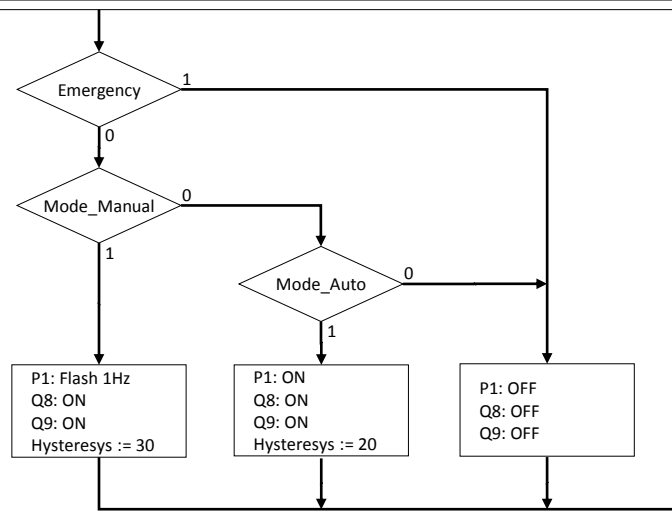 Emergency
1
0
Mode_Manual
0
1
Mode_Auto
0
1
P1: Flash 1Hz
Q8: ON
Q9: ON
Hysteresys := 30
P1: ON
Q8: ON
Q9: ON
Hysteresys := 20
P1: OFF
Q8: OFF
Q9: OFF